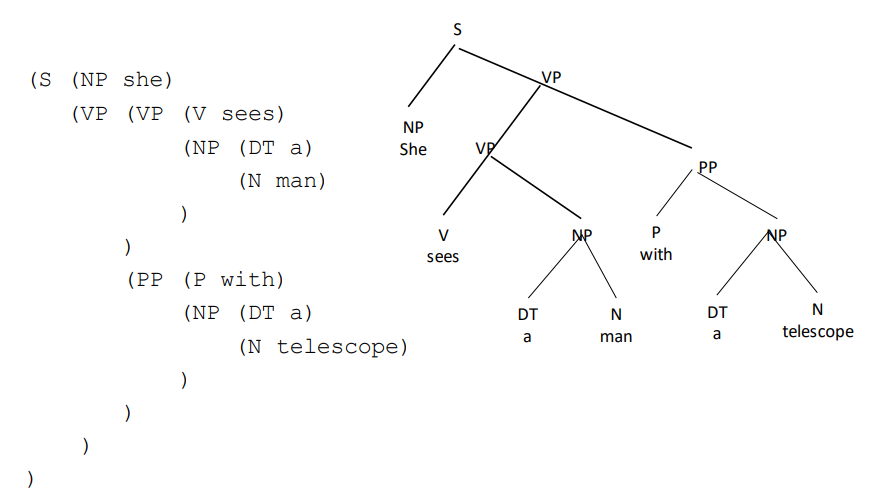 (S (NP she)
(VP (VP (V sees)
(NP (DT a)
(N man)
)
)
(PP (P with)
(NP (DT a)
(N telescope)
)
)
)
)
S
VP
NP
She
VP
PP
V
sees
NP
P
with
NP
DT
a
N
man
DT
a
N
telescope